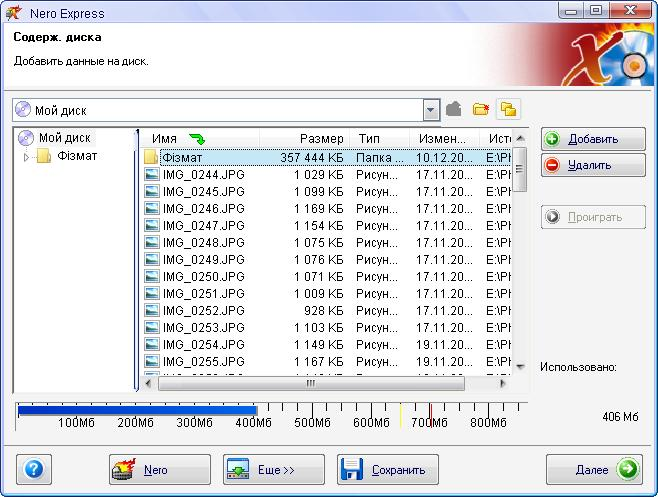 Nero Express
Содерж. диска
Добавить данные на диск.
Мой диск
Мой диск
Фізмат
Имя Размер Тип Измен... Исто
Фізмат 357 444 КБ Папка ... 10.12.20... E:\Ph
IMG_0244.JPG 1 029 КБ Рисун... 17.11.20... E:\Ph
IMG_0245.JPG 1 099 КБ Рисун... 17.11.20... E:\Ph
IMG_0246.JPG 1 169 КБ Рисун... 17.11.20... E:\Ph
IMG_0247.JPG 1 154 КБ Рисун... 17.11.20... E:\Ph
IMG_0248.JPG 1 075 КБ Рисун... 17.11.20... E:\Ph
IMG_0249.JPG 1 076 КБ Рисун... 17.11.20... E:\Ph
IMG_0250.JPG 1 071 КБ Рисун... 17.11.20... E:\Ph
IMG_0251.JPG 1 009 КБ Рисун... 17.11.20... E:\Ph
IMG_0252.JPG 928 КБ Рисун... 17.11.20... E:\Ph
IMG_0253.JPG 1 103 КБ Рисун... 17.11.20... E:\Ph
IMG_0254.JPG 1 149 КБ Рисун... 19.11.20... E:\Ph
IMG_0255.JPG 1 167 КБ Рисун... 19.11.20... E:\Ph
Добавить
Удалить
Проиграть
Использовано:
406 Мб
100Мб 200Мб 300Мб 400Мб 500Мб 600Мб 700Мб 800Мб
Nero
Еще >>
Сохранить
Далее